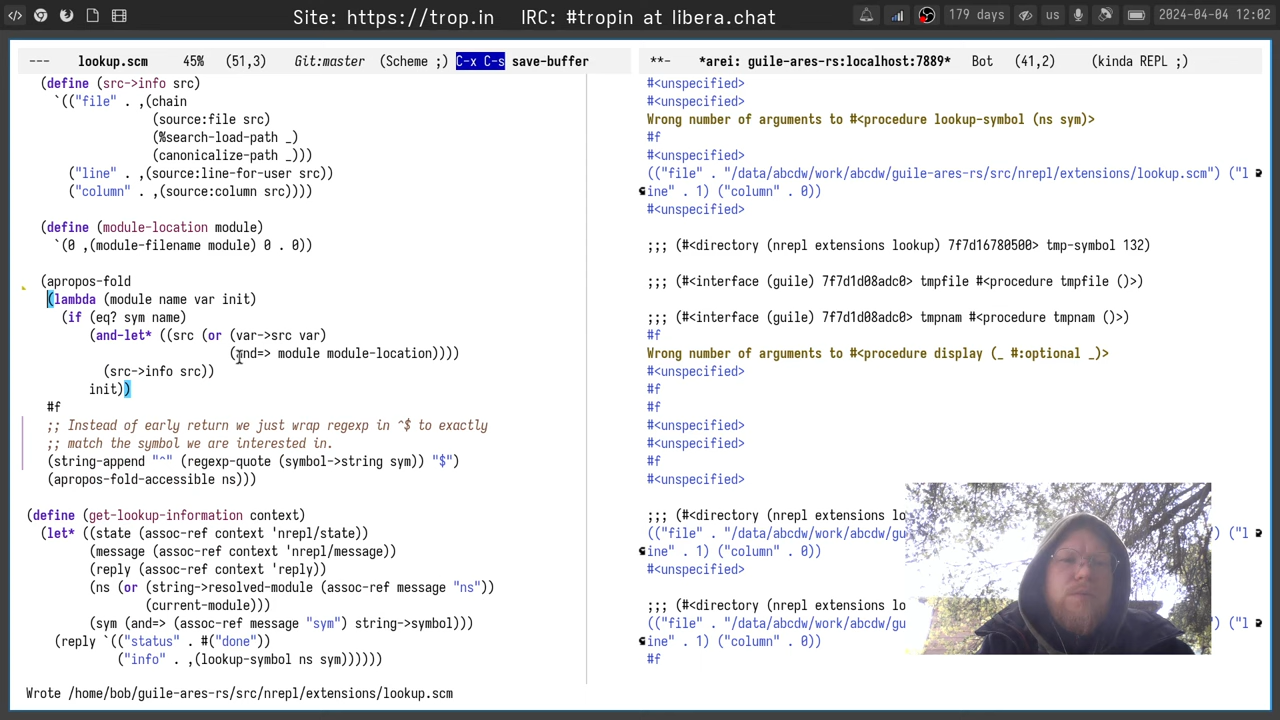 Site: https://trop.in IRC: #tropin at libera.chat
179 days us 2024-04-04 12:02
--- lookup.scm 45% (51,3) Git:master (Scheme ;) C-x C-s save-buffer
(define (src->info src)
`(("file" . ,(chain
(source:file src)
(%search-load-path _)
(canonicalize-path _)))
("line" . ,(source:line-for-user src))
("column" . ,(source:column src))))
(define (module-location module)
`(0 ,(module-filename module) 0 . 0))
(apropos-fold
(lambda (module name var init)
(if (eq? sym name)
(and-let* ((src (or (var->src var)
(and=> module module-location))))
(src->info src))
init))
#f
;; Instead of early return we just wrap regexp in ^$ to exactly
;; match the symbol we are interested in.
(string-append "^" (regexp-quote (symbol->string sym)) "$")
(apropos-fold-accessible ns)))
(define (get-lookup-information context)
(let* ((state (assoc-ref context 'nrepl/state))
(message (assoc-ref context 'nrepl/message))
(reply (assoc-ref context 'reply))
(ns (or (string->resolved-module (assoc-ref message "ns"))
(current-module)))
(sym (and=> (assoc-ref message "sym") string->symbol)))
(reply `(("status" . #("done"))
("info" . ,(lookup-symbol ns sym))))))
Wrote /home/bob/guile-ares-rs/src/nrepl/extensions/lookup.scm
**- *arei: guile-ares-rs:localhost:7889* Bot (41,2) (kinda REPL ;)
#<unspecified>
#<unspecified>
Wrong number of arguments to #<procedure lookup-symbol (ns sym)>
#f
#<unspecified>
(("file" . "/data/abcdw/work/abcdw/guile-ares-rs/src/nrepl/extensions/lookup.scm") ("l
ine" . 1) ("column" . 0))
#<unspecified>
;;; (#<directory (nrepl extensions lookup) 7f7d16780500> tmp-symbol 132)
;;; (#<interface (guile) 7f7d1d08adc0> tmpfile #<procedure tmpfile ()>)
;;; (#<interface (guile) 7f7d1d08adc0> tmpnam #<procedure tmpnam ()>)
#f
Wrong number of arguments to #<procedure display (_ #:optional _)>
#<unspecified>
#f
#f
#<unspecified>
#<unspecified>
#f
#<unspecified>
;;; (#<directory (nrepl extensions lo
(("file" . "/data/abcdw/work/abcdw/gu ("l
ine" . 1) ("column" . 0))
#<unspecified>
;;; (#<directory (nrepl extensions lo
(("file" . "/data/abcdw/work/abcdw/gu ("l
ine" . 1) ("column" . 0))
#f